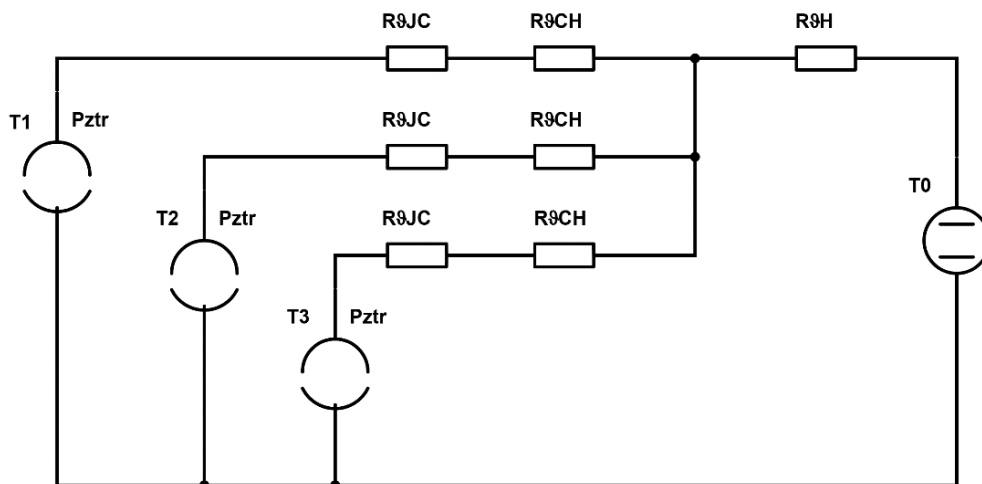 RϑJC RϑCH RϑH
T1 Pztr
RϑJC RϑCH
T0
T2 Pztr
RϑJC RϑCH
T3 Pztr